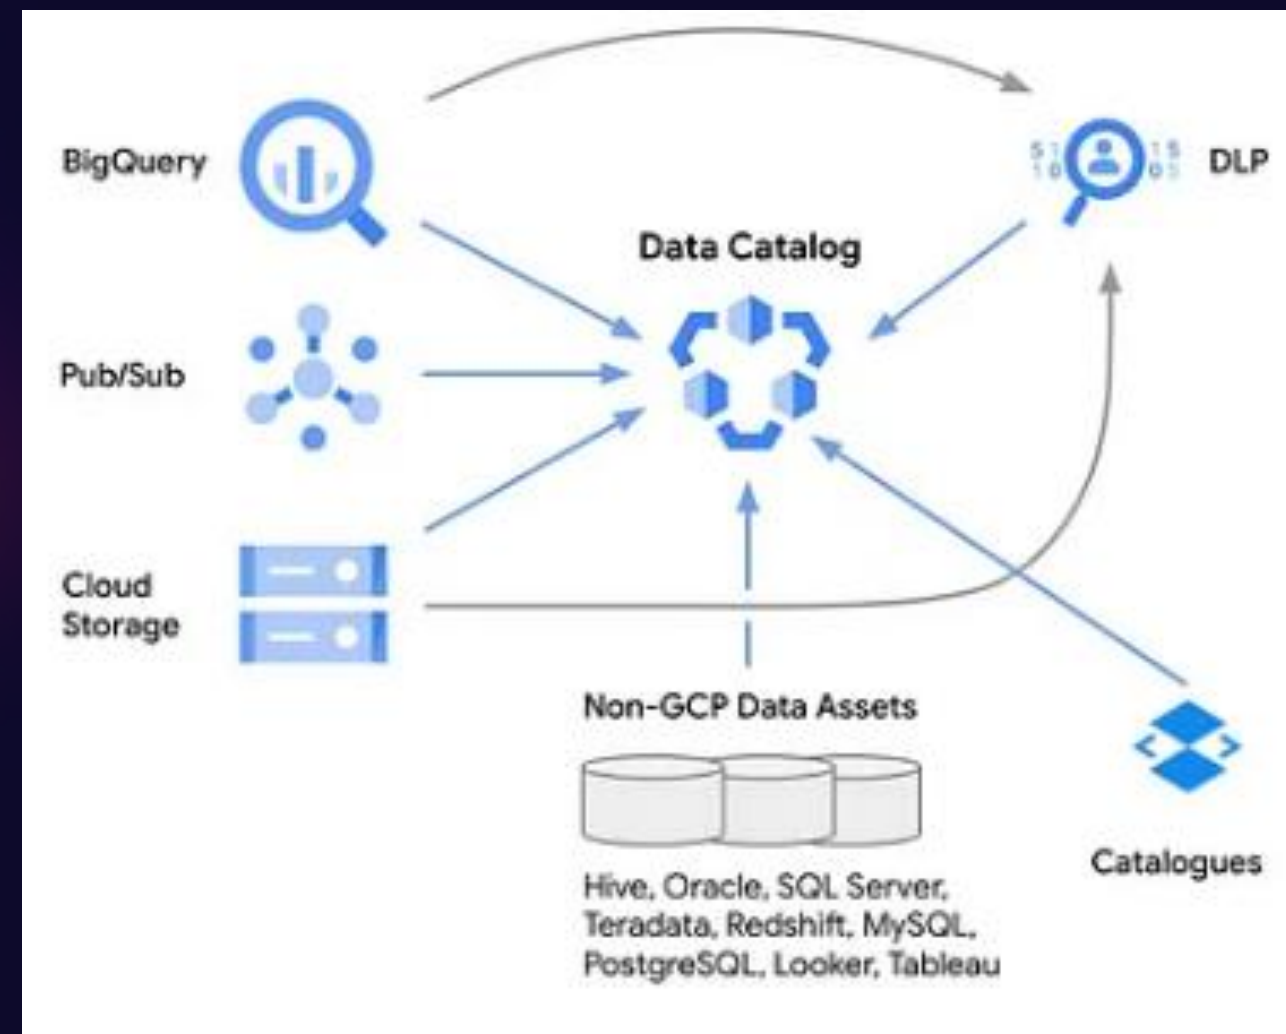 BigQuery
DLP
Data Catalog
Pub/Sub
Cloud
Storage
Non-GCP Data Assets
Hive, Oracle, SQL Server,
Teradata, Redshift, MySQL,
PostgreSQL, Looker, Tableau
Catalogues